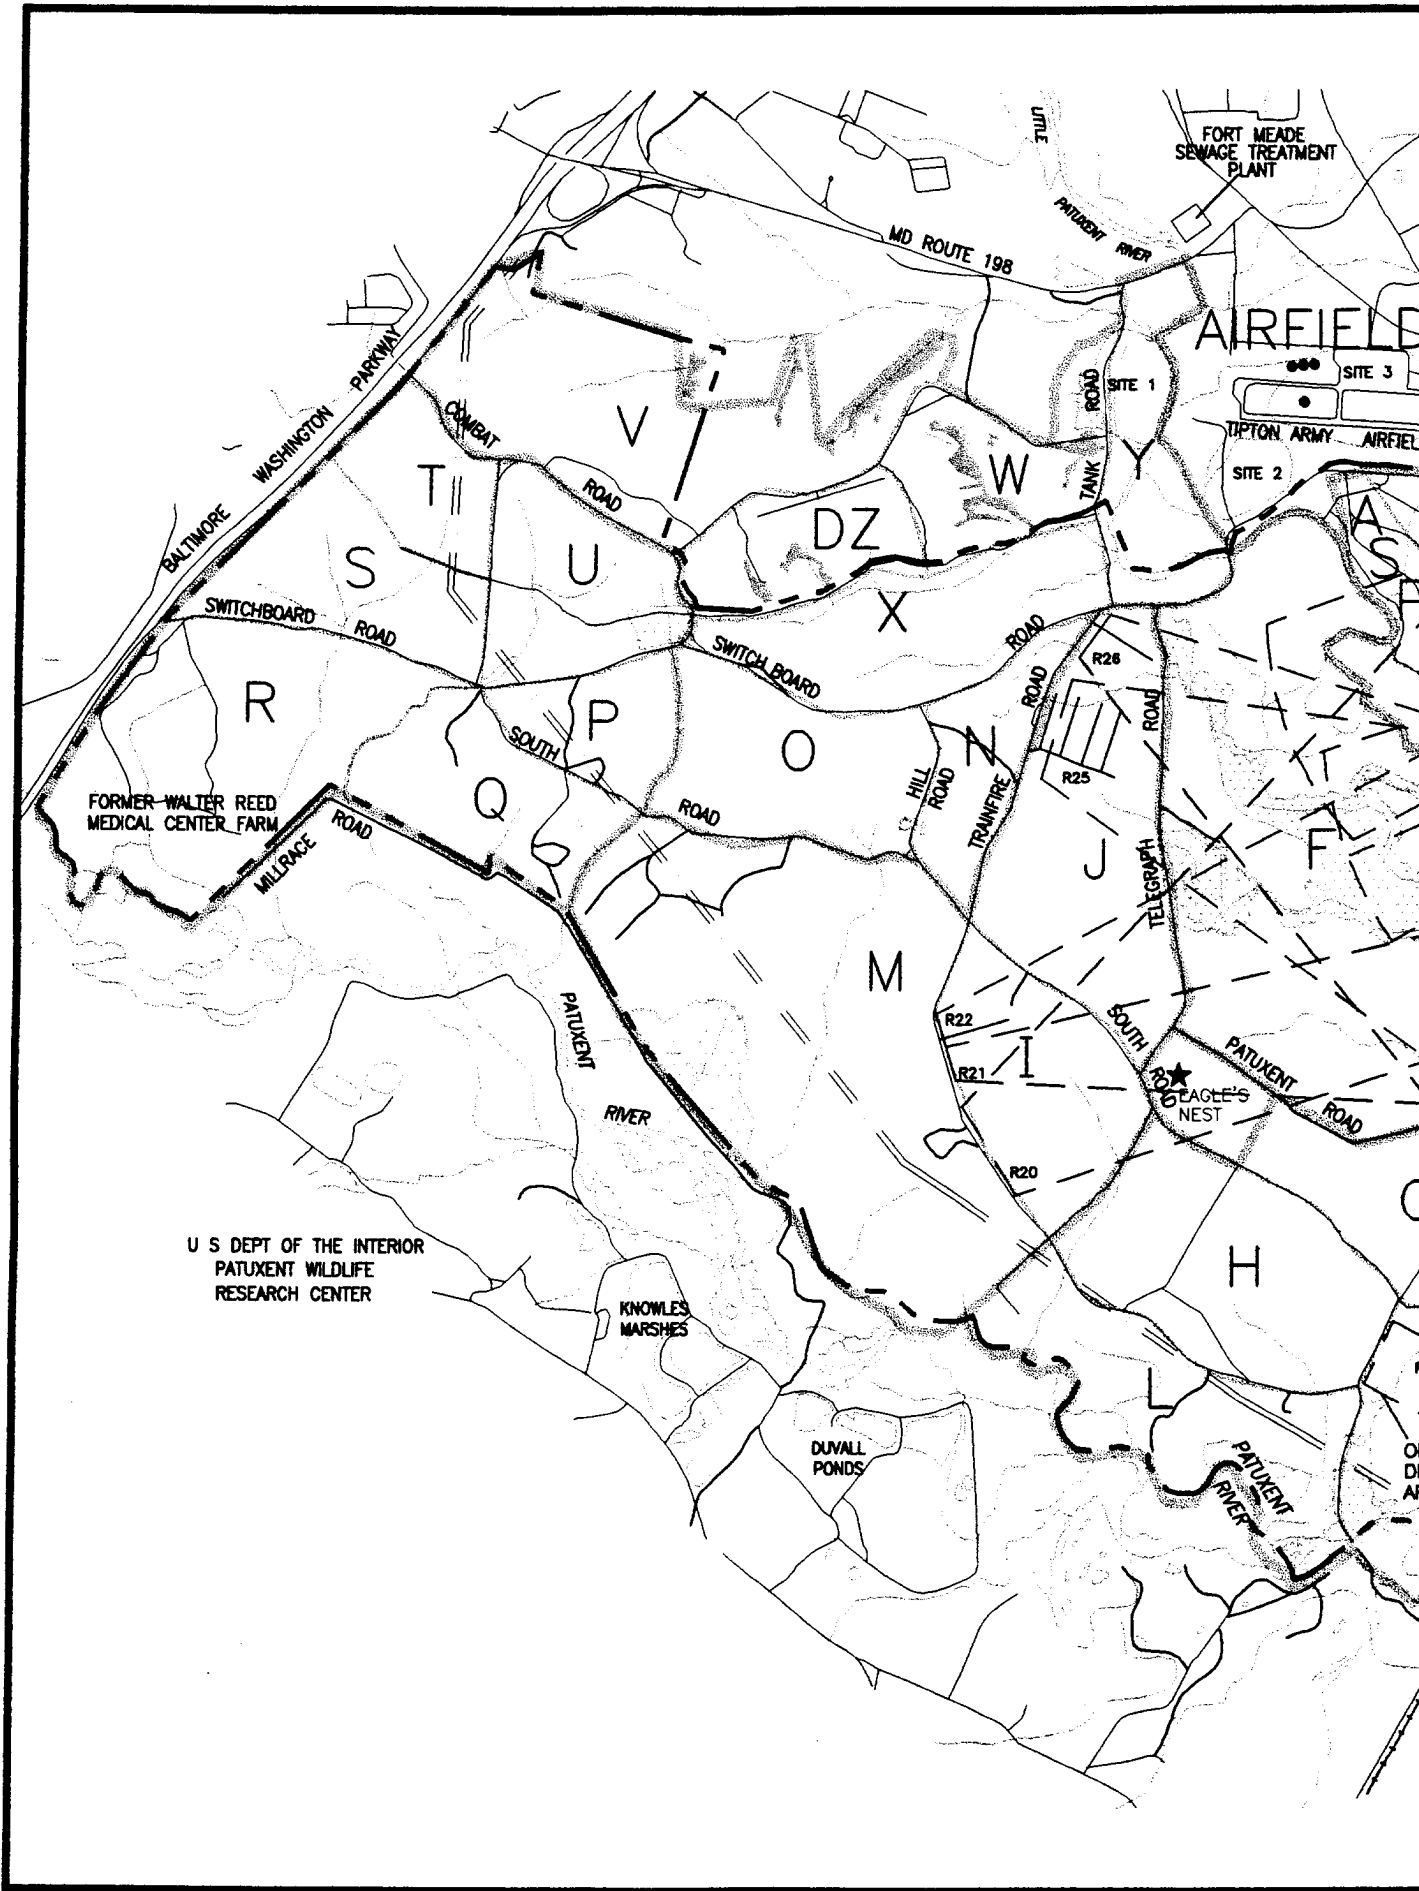 LITTLE
PATUXENT RIVER
FORT MEADE
SEWAGE TREATMENT
PLANT
MD ROUTE 198
AIRFIELD
SITE 3
SITE 1
ROAD
TANK
TIPTON ARMY AIRFIEL
SITE 2
BALTIMORE WASHINGTON PARKWAY
COMBAT ROAD
V
T
W
Y
DZ
A
S
S
U
X
SWITCHBOARD ROAD
SWITCH BOARD ROAD
R
P
O
N
R26
ROAD
ROAD
SOUTH ROAD
HILL
ROAD
TRAINFIRE
R25
TELEGRAPH
Q
J
F
FORMER WALTER REED
MEDICAL CENTER FARM
MILLRACE ROAD
M
PATUXENT
RIVER
R22
R21
I
R20
SOUTH ROAD
EAGLE'S
NEST
PATUXENT ROAD
U S DEPT OF THE INTERIOR
PATUXENT WILDLIFE
RESEARCH CENTER
KNOWLES
MARSHES
H
L
DUVALL
PONDS
PATUXENT
RIVER